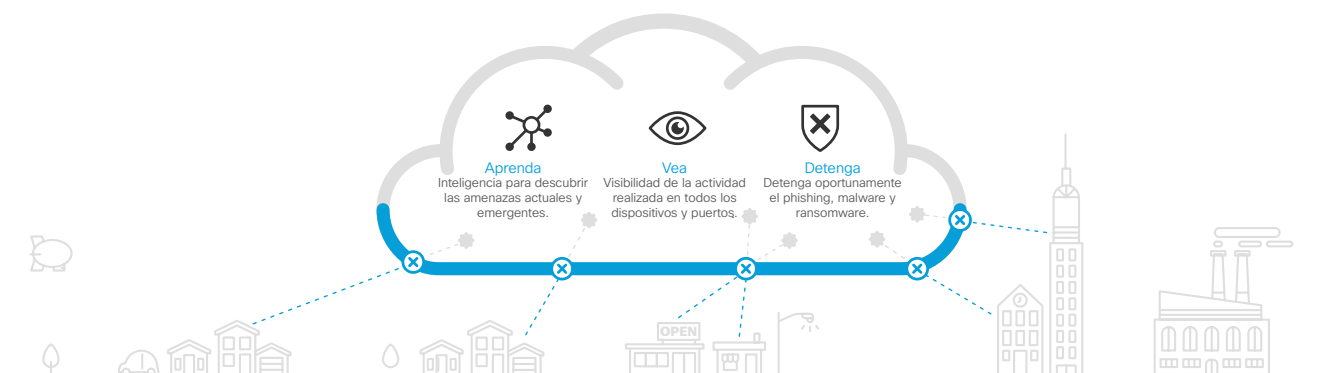 Aprenda
Inteligencia para descubrir
las amenazas actuales y
emergentes.
Vea
Visibilidad de la actividad
realizada en todos los
dispositivos y puertos.
Detenga
Detenga oportunamente
el phishing, malware y
ransomware.
OPEN